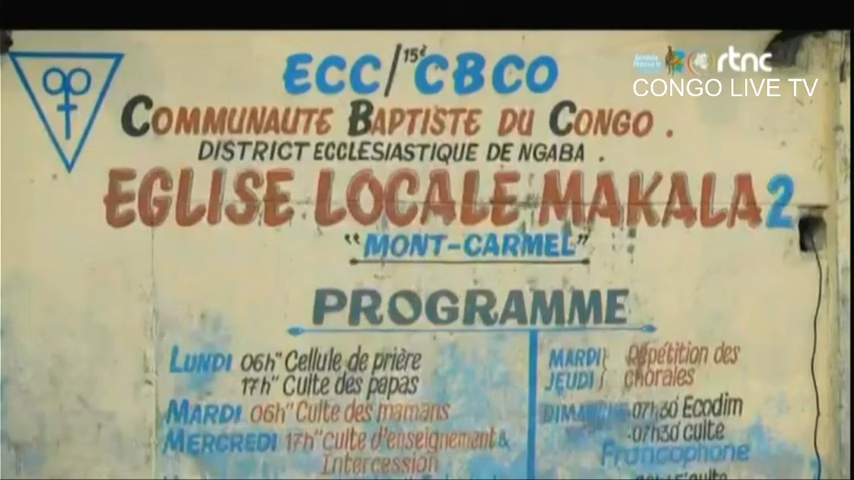 rtnc
CONGO LIVE TV
ECC/15è CBCO
COMMUNAUTE BAPTISTE DU CONGO.
DISTRICT ECCLESIASTIQUE DE NGABA.
EGLISE LOCALE MAKALA 2
"MONT-CARMEL"
PROGRAMME
LUNDI 06h" Cellule de prière
17h" Culte des papas
MARDI 06h" Culte des mamans
MERCREDI 17h" culte d'enseignement &
Intercession
MARDI} Répétition des
JEUDI} chorales
DIMANCHE 07h30 Ecodim
07h30 culte
Francophone